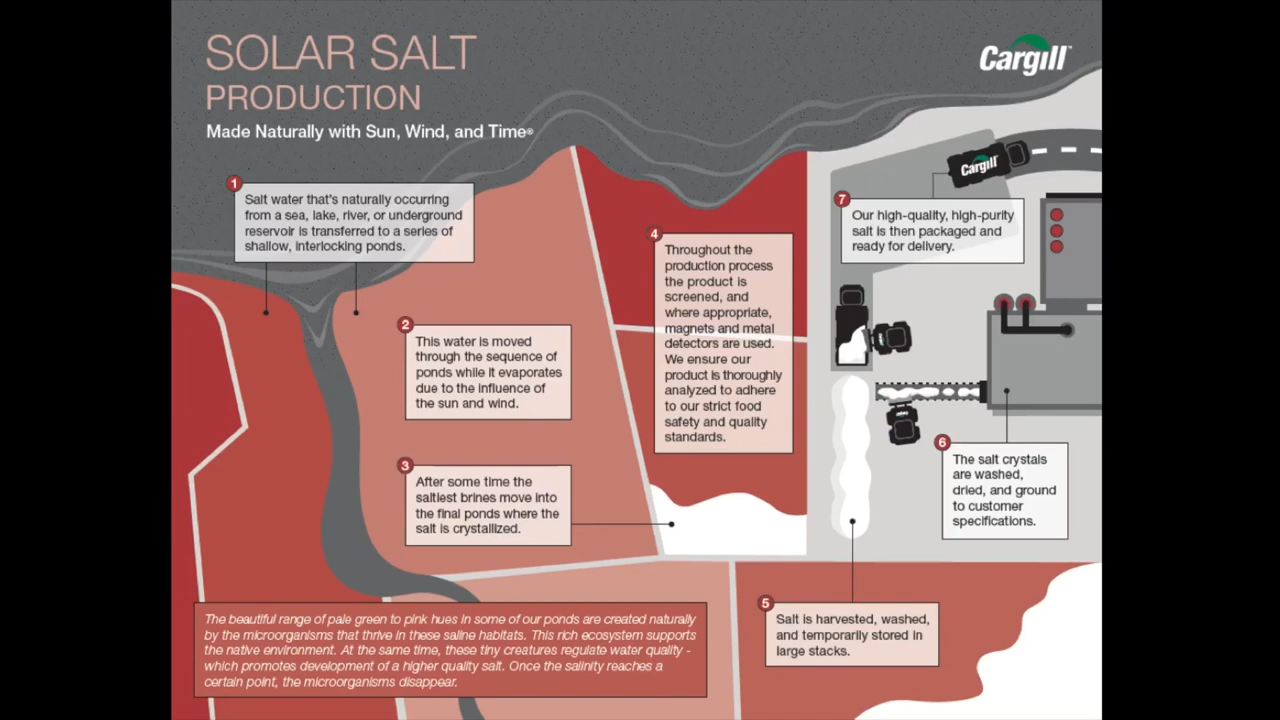 SOLAR SALT
PRODUCTION
Made Naturally with Sun, Wind, and Time®
Cargill™
1
Salt water that's naturally occurring
from a sea, lake, river, or underground
reservoir is transferred to a series of
shallow, interlocking ponds.
2
This water is moved
through the sequence of
ponds while it evaporates
due to the influence of
the sun and wind.
3
After some time the
saltiest brines move into
the final ponds where the
salt is crystallized.
4
Throughout the
production process
the product is
screened, and
where appropriate,
magnets and metal
detectors are used.
We ensure our
product is thoroughly
analyzed to adhere
to our strict food
safety and quality
standards.
5
Salt is harvested, washed,
and temporarily stored in
large stacks.
6
The salt crystals
are washed,
dried, and ground
to customer
specifications.
7
Our high-quality, high-purity
salt is then packaged and
ready for delivery.
Cargill
The beautiful range of pale green to pink hues in some of our ponds are created naturally
by the microorganisms that thrive in these saline habitats. This rich ecosystem supports
the native environment. At the same time, these tiny creatures regulate water quality -
which promotes development of a higher quality salt. Once the salinity reaches a
certain point, the microorganisms disappear.